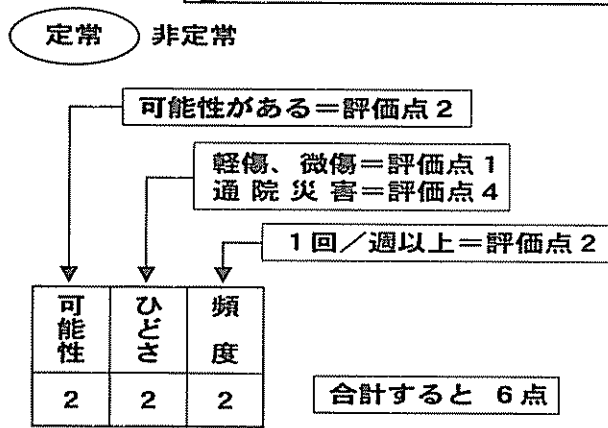 定常 非定常
可能性がある=評価点2
軽傷、微傷=評価点1
通院災害=評価点4
1回/週以上=評価点2
可能性 ひどさ 頻度
2 2 2
合計すると 6点